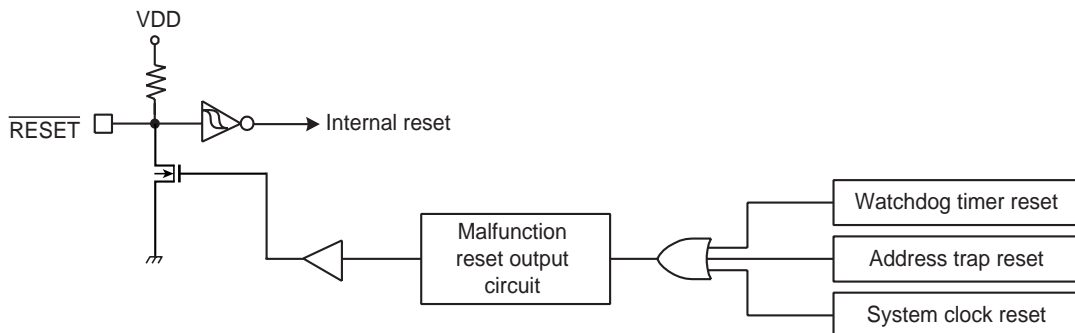 VDD
RESET
Internal reset
Watchdog timer reset
Malfunction
reset output
circuit
Address trap reset
System clock reset